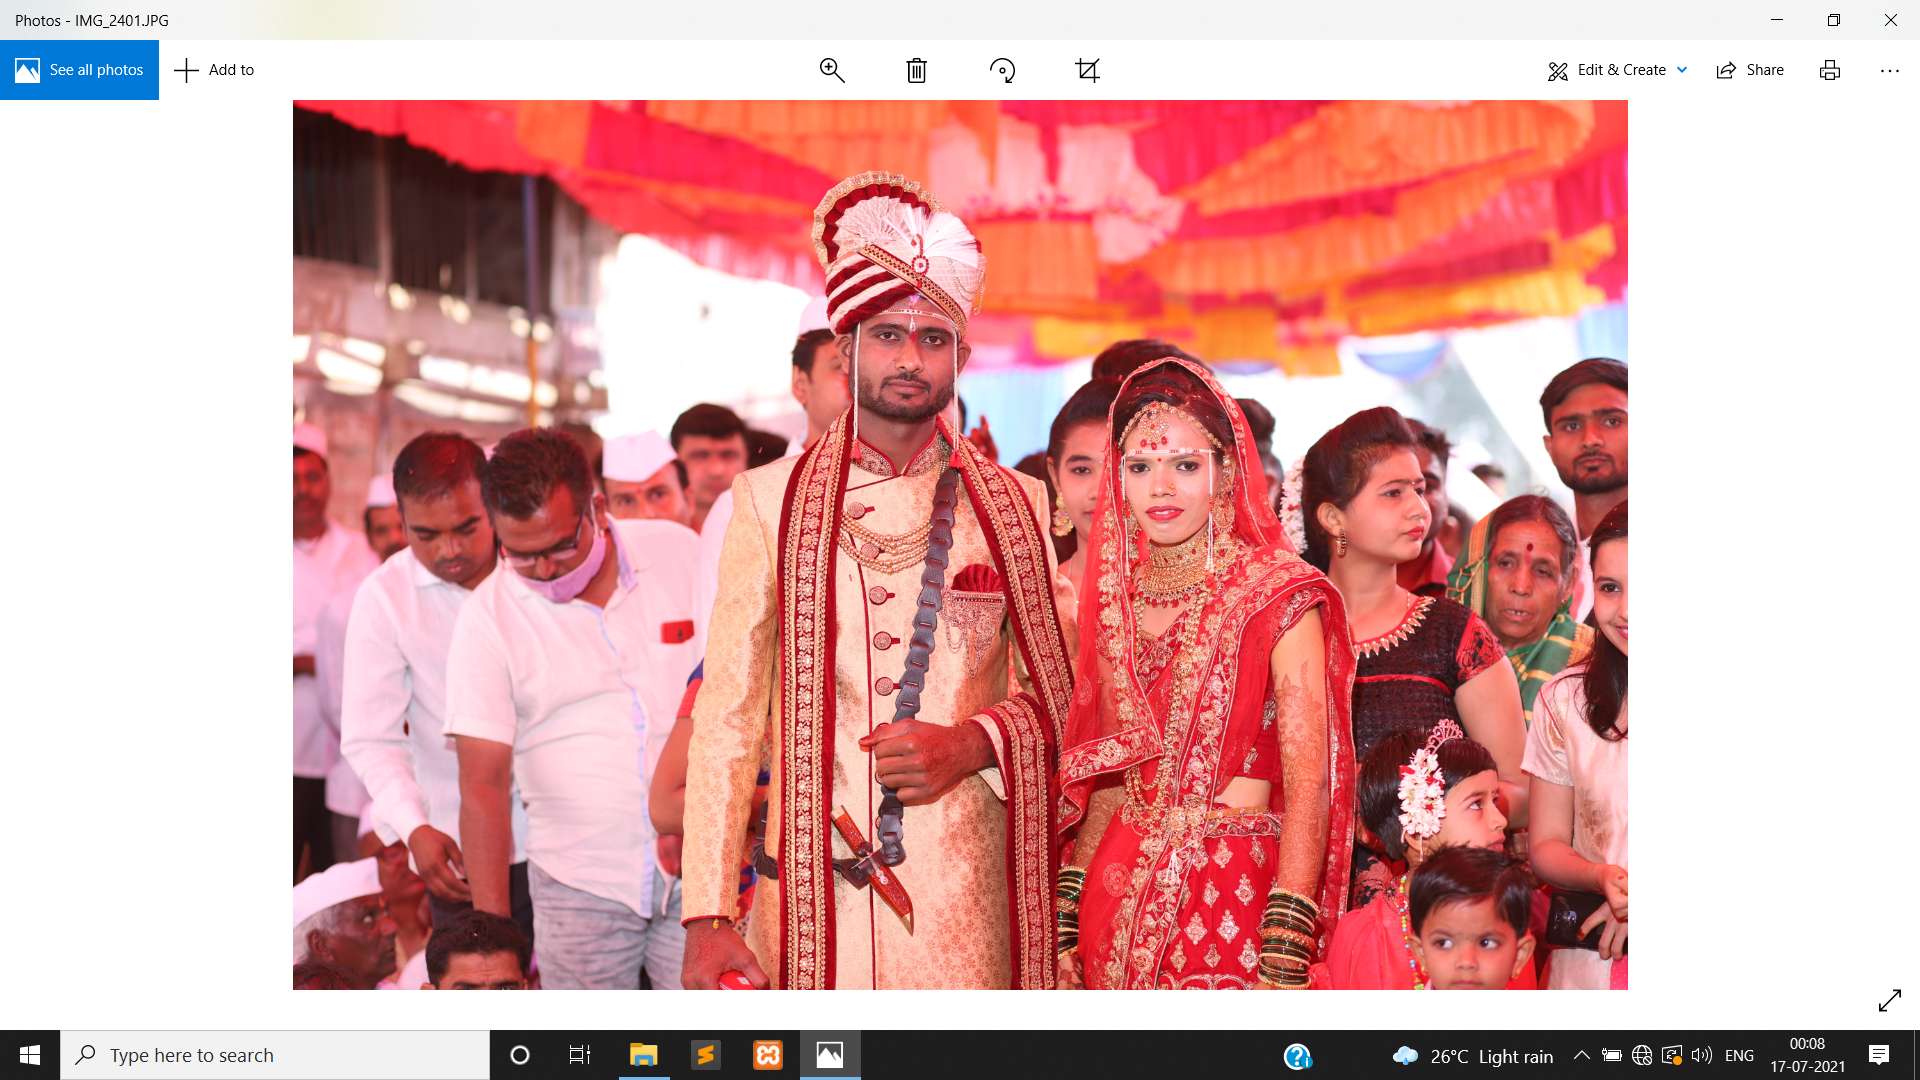 Photos - IMG_2401.JPG
See all photos
Add to
Edit & Create
Share
Type here to search
26°C Light rain
ENG
00:08
17-07-2021